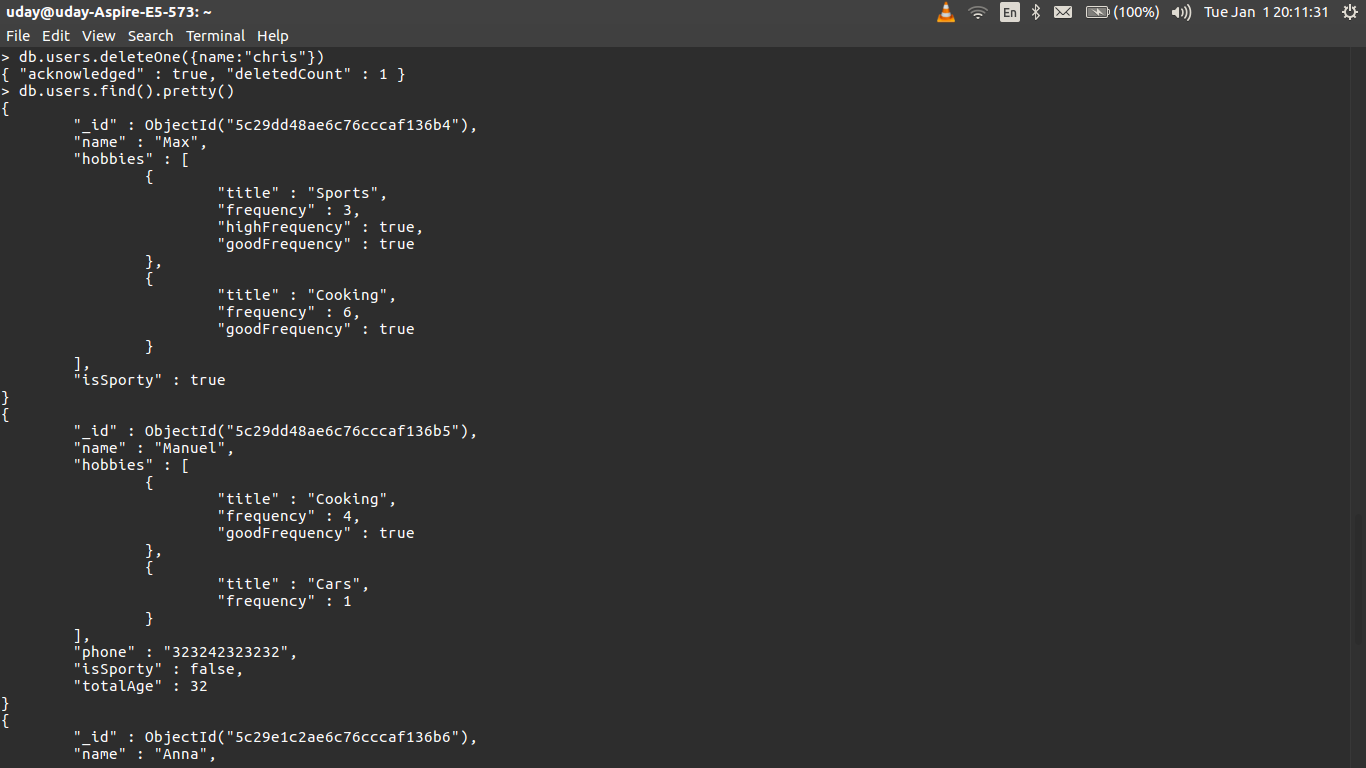 uday@uday-Aspire-E5-573: ~
En (100%) Tue Jan 1 20:11:31
File Edit View Search Terminal Help
> db.users.deleteOne({name:"chris"})
{ "acknowledged" : true, "deletedCount" : 1 }
> db.users.find().pretty()
{
"_id" : ObjectId("5c29dd48ae6c76cccaf136b4"),
"name" : "Max",
"hobbies" : [
{
"title" : "Sports",
"frequency" : 3,
"highFrequency" : true,
"goodFrequency" : true
},
{
"title" : "Cooking",
"frequency" : 6,
"goodFrequency" : true
}
],
"isSporty" : true
}
{
"_id" : ObjectId("5c29dd48ae6c76cccaf136b5"),
"name" : "Manuel",
"hobbies" : [
{
"title" : "Cooking",
"frequency" : 4,
"goodFrequency" : true
},
{
"title" : "Cars",
"frequency" : 1
}
],
"phone" : "323242323232",
"isSporty" : false,
"totalAge" : 32
}
{
"_id" : ObjectId("5c29e1c2ae6c76cccaf136b6"),
"name" : "Anna",